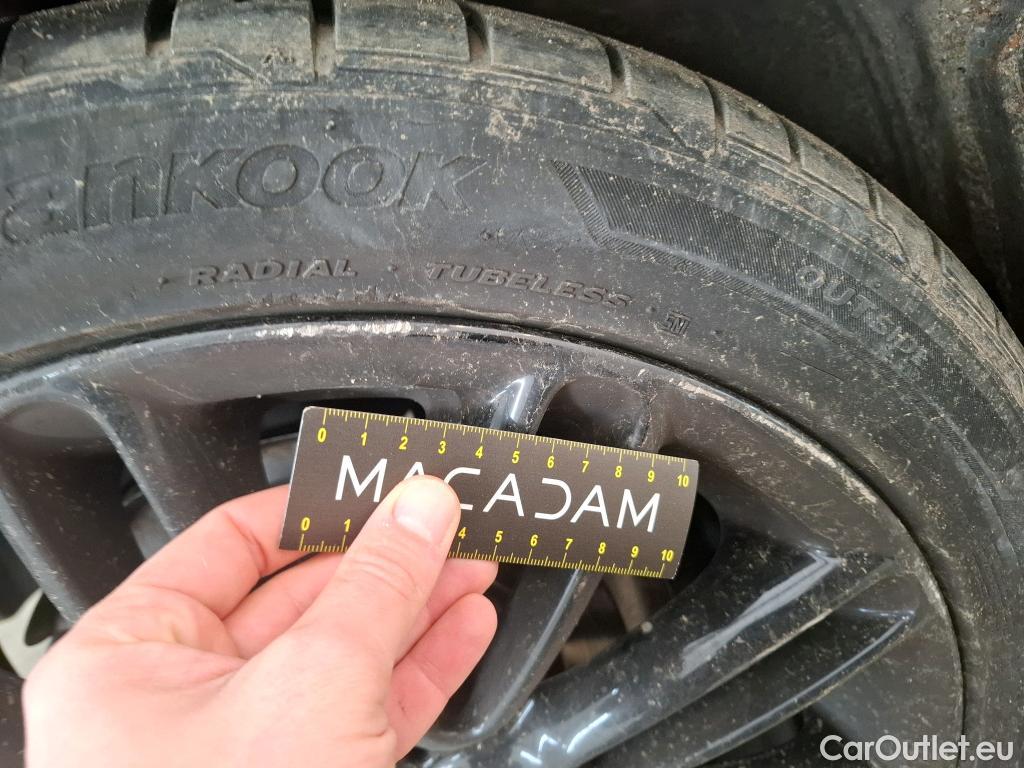 anKOOK
RADIAL TUBELESS
OUTSIDE
0 1 2 3 4 5 6 7 8 9 10
MACADAM
0 1 4 5 6 7 8 9 10
CarOutlet.eu